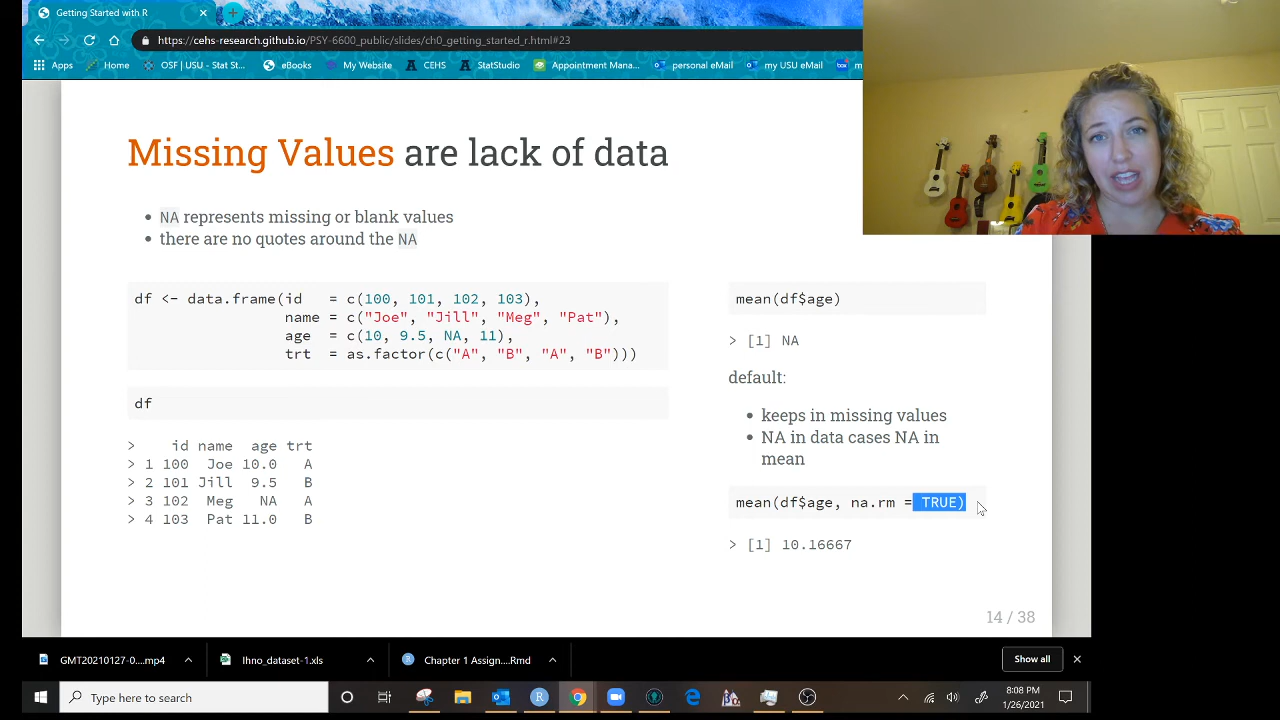 Getting Started with R
https://cehs-research.github.io/PSY-6600_public/slides/ch0_getting_started_r.html#23
Apps Home OSF | USU - Stat St... eBooks My Website CEHS StatStudio Appointment Mana... personal eMail my USU eMail m
Missing Values are lack of data
NA represents missing or blank values
there are no quotes around the NA
df <- data.frame(id = c(100, 101, 102, 103),
name = c("Joe", "Jill", "Meg", "Pat"),
age = c(10, 9.5, NA, 11),
trt = as.factor(c("A", "B", "A", "B")))
df
> id name age trt
> 1 100 Joe 10.0 A
> 2 101 Jill 9.5 B
> 3 102 Meg NA A
> 4 103 Pat 11.0 B
mean(df$age)
> [1] NA
default:
keeps in missing values
NA in data cases NA in
mean
mean(df$age, na.rm = TRUE)
> [1] 10.16667
14 / 38
GMT20210127-0....mp4 Ihno_dataset-1.xls Chapter 1 Assign....Rmd Show all
Type here to search
8:08 PM
1/26/2021